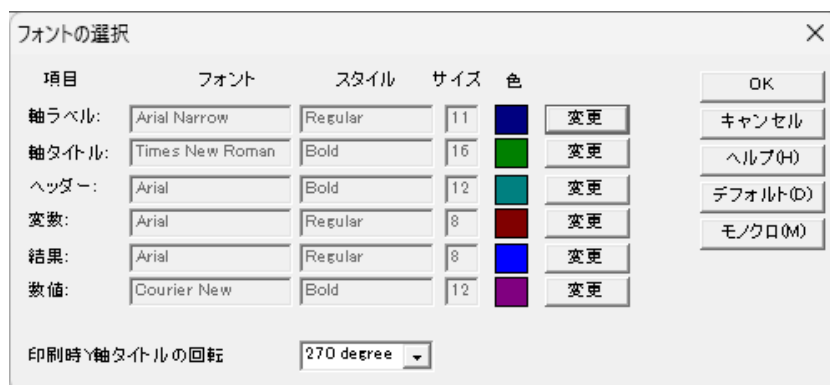 フォントの選択
項目 フォント スタイル サイズ 色
OK
軸ラベル: Arial Narrow Regular 11 変更
キャンセル
軸タイトル: Times New Roman Bold 16 変更
ヘルプ(H)
ヘッダー: Arial Bold 12 変更
デフォルト(D)
変数: Arial Regular 8 変更
モノクロ(M)
結果: Arial Regular 8 変更
数値: Courier New Bold 12 変更
印刷時Y軸タイトルの回転 270 degree